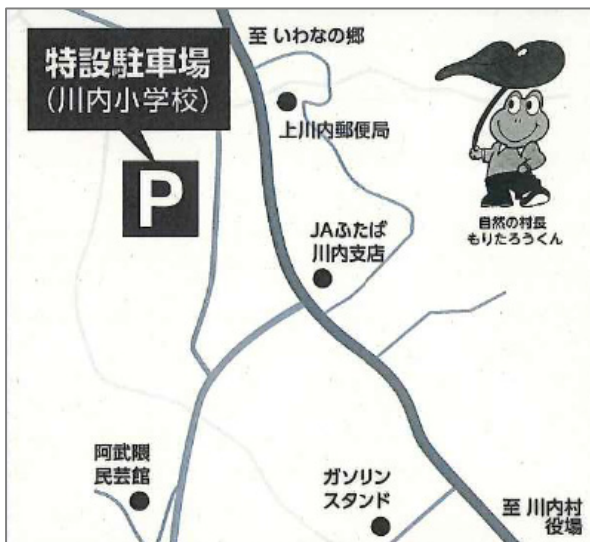 特設駐車場
(川内小学校)
P
至 いわなの郷
上川内郵便局
自然の村長
もりたろうくん
JAふたば
川内支店
阿武隈
民芸館
ガソリン
スタンド
至 川内村
役場